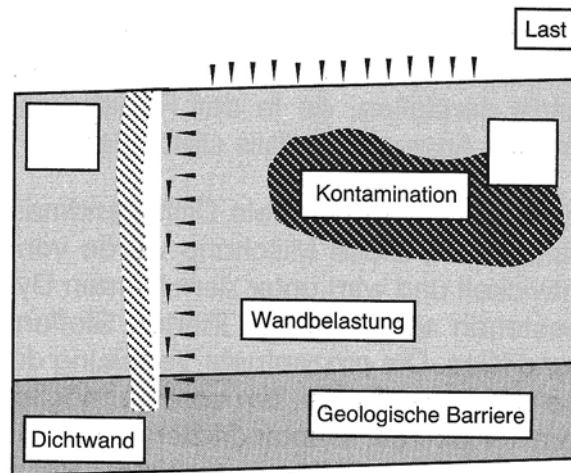 Last
Kontamination
Wandbelastung
Geologische Barriere
Dichtwand